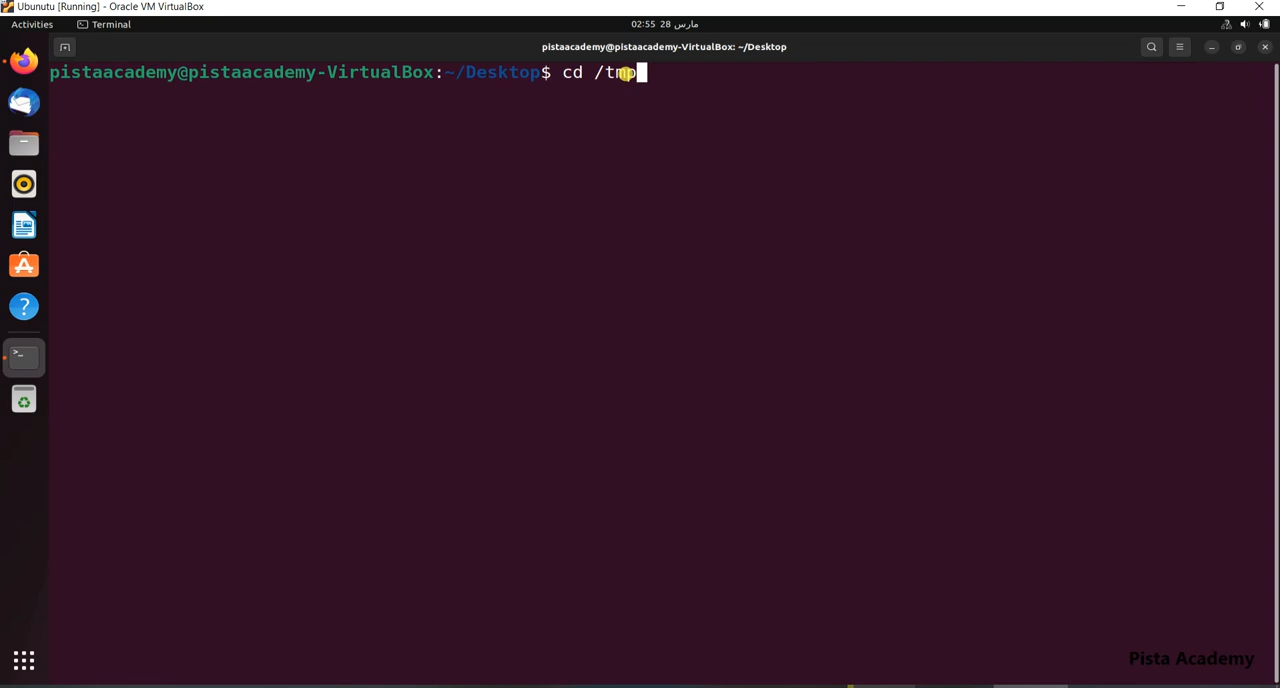 Ubunutu [Running] - Oracle VM VirtualBox
Activities
Terminal
02:55 28 مارس
pistaacademy@pistaacademy-VirtualBox: ~/Desktop
pistaacademy@pistaacademy-VirtualBox:~/Desktop$ cd /tmp
Pista Academy